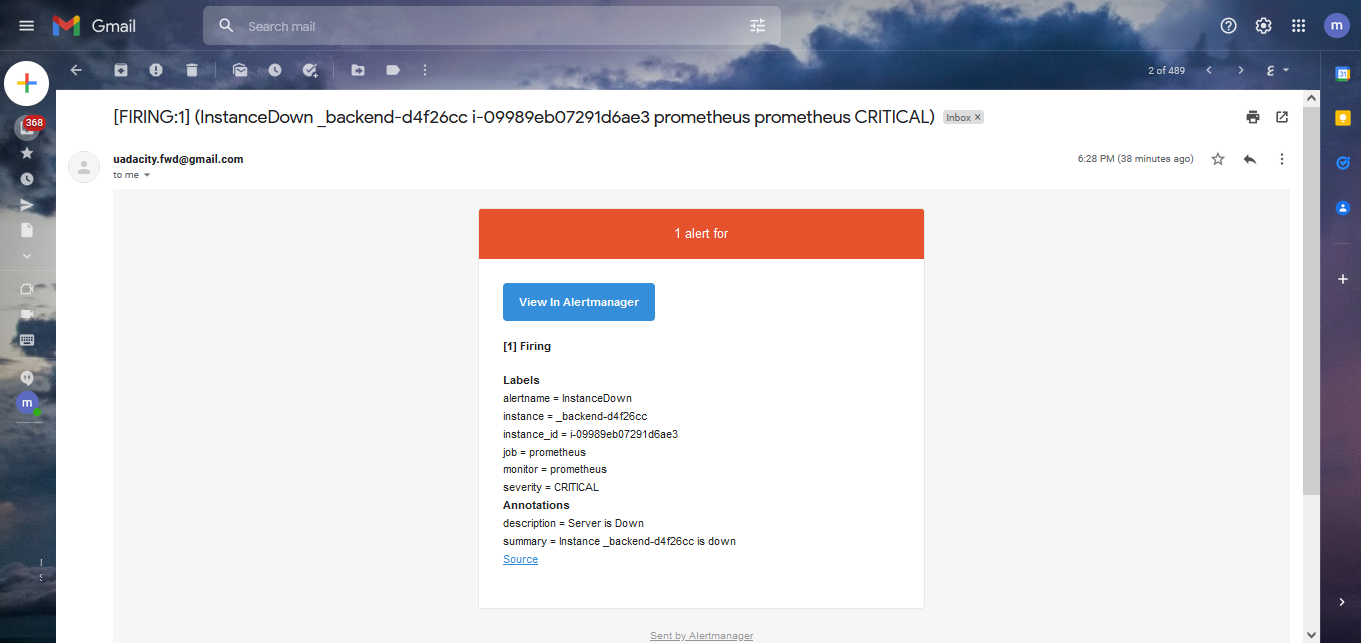 Gmail
Search mail
m
2 of 489
31
368
[FIRING:1] (InstanceDown _backend-d4f26cc i-09989eb07291d6ae3 prometheus prometheus CRITICAL)
Inbox ×
uadacity.fwd@gmail.com
6:28 PM (38 minutes ago)
to me
1 alert for
View In Alertmanager
[1] Firing
Labels
alertname = InstanceDown
instance = _backend-d4f26cc
instance_id = i-09989eb07291d6ae3
job = prometheus
monitor = prometheus
severity = CRITICAL
Annotations
description = Server is Down
summary = Instance _backend-d4f26cc is down
Source
m
Sent by Alertmanager